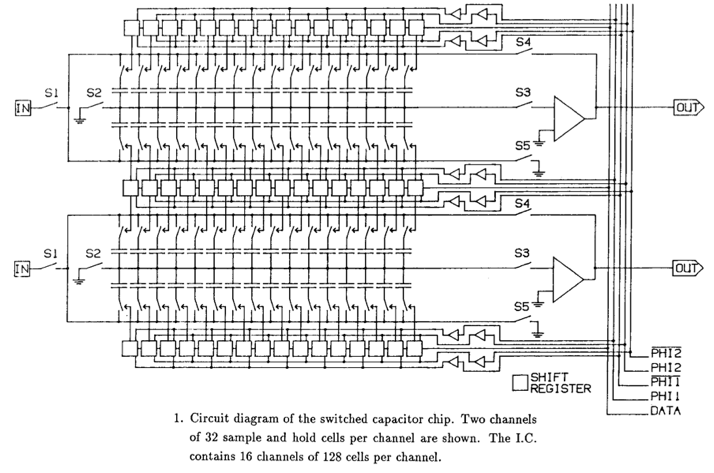 S4
S1
S2
S3
IN
OUT
S5
S4
S1
S2
S3
IN
OUT
S5
PHI2
PHI2
SHIFT
REGISTER
PHI1
PHI1
DATA
1. Circuit diagram of the switched capacitor chip. Two channels
of 32 sample and hold cells per channel are shown. The I.C.
contains 16 channels of 128 cells per channel.